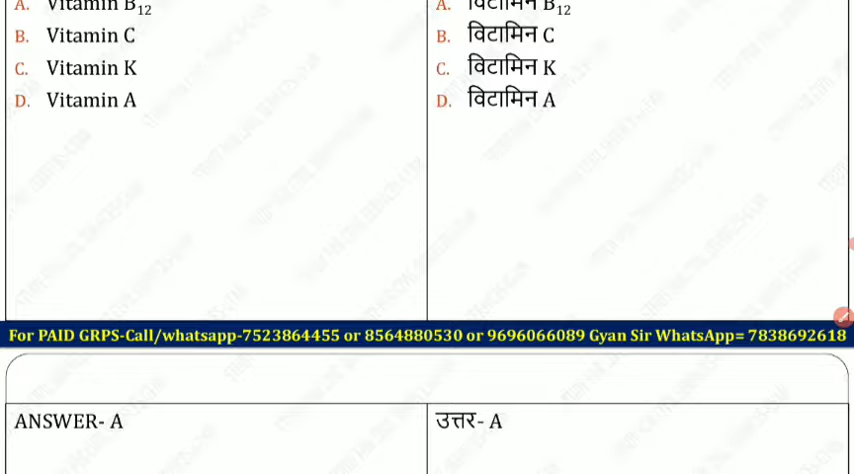 A. Vitamin B₁₂
B. Vitamin C
C. Vitamin K
D. Vitamin A
A. विटामिन B₁₂
B. विटामिन C
C. विटामिन K
D. विटामिन A
For PAID GRPS-Call/whatsapp-7523864455 or 8564880530 or 9696066089 Gyan Sir WhatsApp= 7838692618
ANSWER- A
उत्तर- A